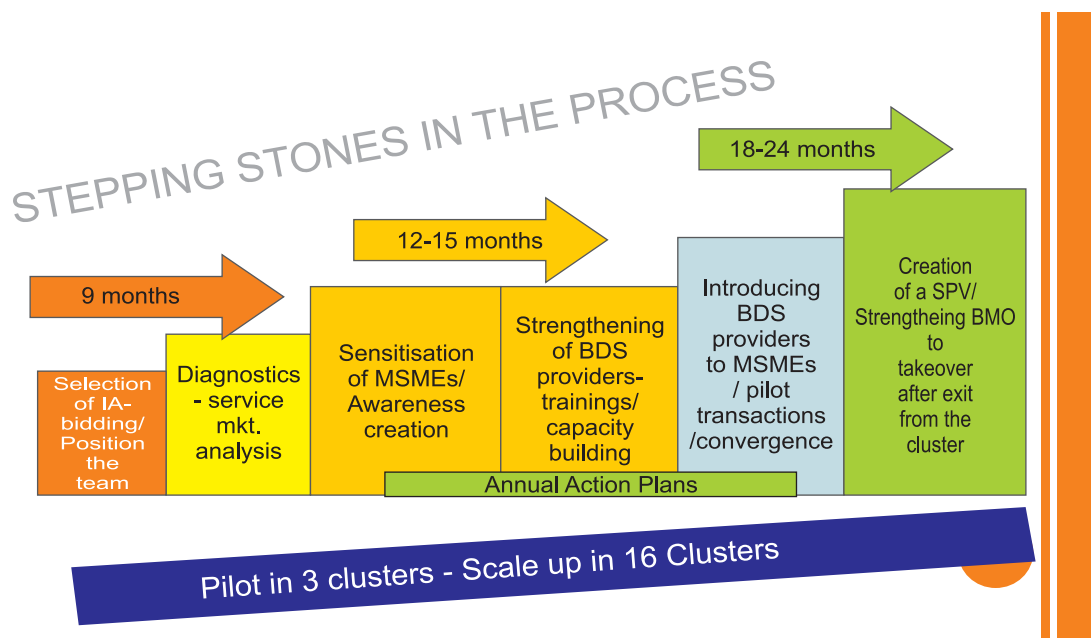 STEPPING STONES IN THE PROCESS
9 months
12-15 months
18-24 months
Selection
of IA-
bidding/
Position
the
team
Diagnostics
- service
mkt.
analysis
Sensitisation
of MSMEs/
Awareness
creation
Strengthening
of BDS
providers-
trainings/
capacity
building
Introducing
BDS
providers
to MSMEs
/ pilot
transactions
/convergence
Creation
of a SPV/
Strengtheing BMO
to
takeover
after exit
from the
cluster
Annual Action Plans
Pilot in 3 clusters - Scale up in 16 Clusters